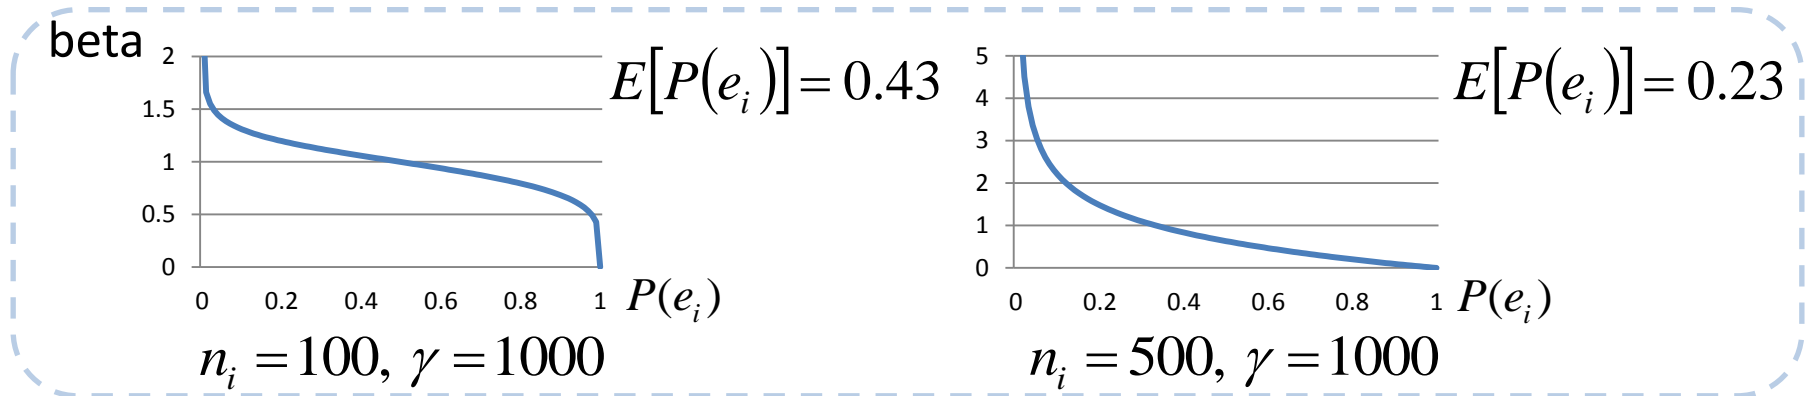 beta
2
1.5
1
0.5
0
0 0.2 0.4 0.6 0.8 1
P(e_i)
E[P(e_i)] = 0.43
n_i = 100, γ = 1000
5
4
3
2
1
0
0 0.2 0.4 0.6 0.8 1
P(e_i)
E[P(e_i)] = 0.23
n_i = 500, γ = 1000